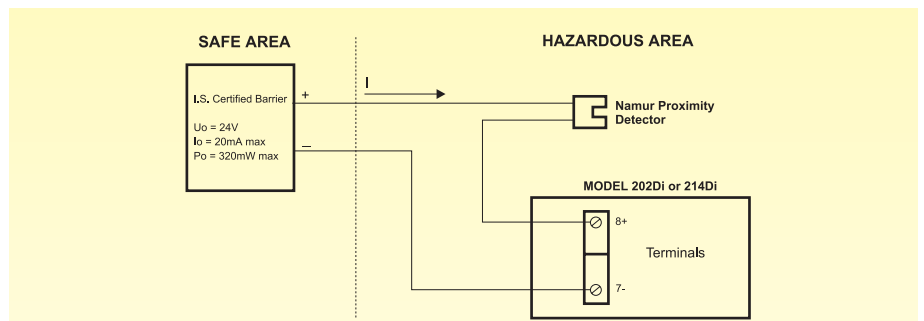 SAFE AREA
HAZARDOUS AREA
I.S. Certified Barrier
Uo = 24V
Io = 20mA max
Po = 320mW max
+
–
I
Namur Proximity
Detector
MODEL 202Di or 214Di
8+
Terminals
7-